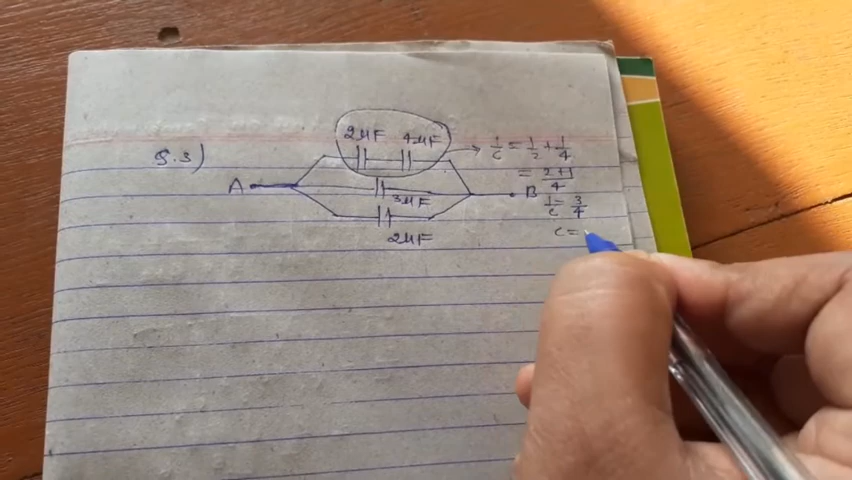 Q.3)
2μF 4μF
A
3μF
B
2μF
→ 1/c = 1/2 + 1/4
= 2+1/4
1/c = 3/4
c =